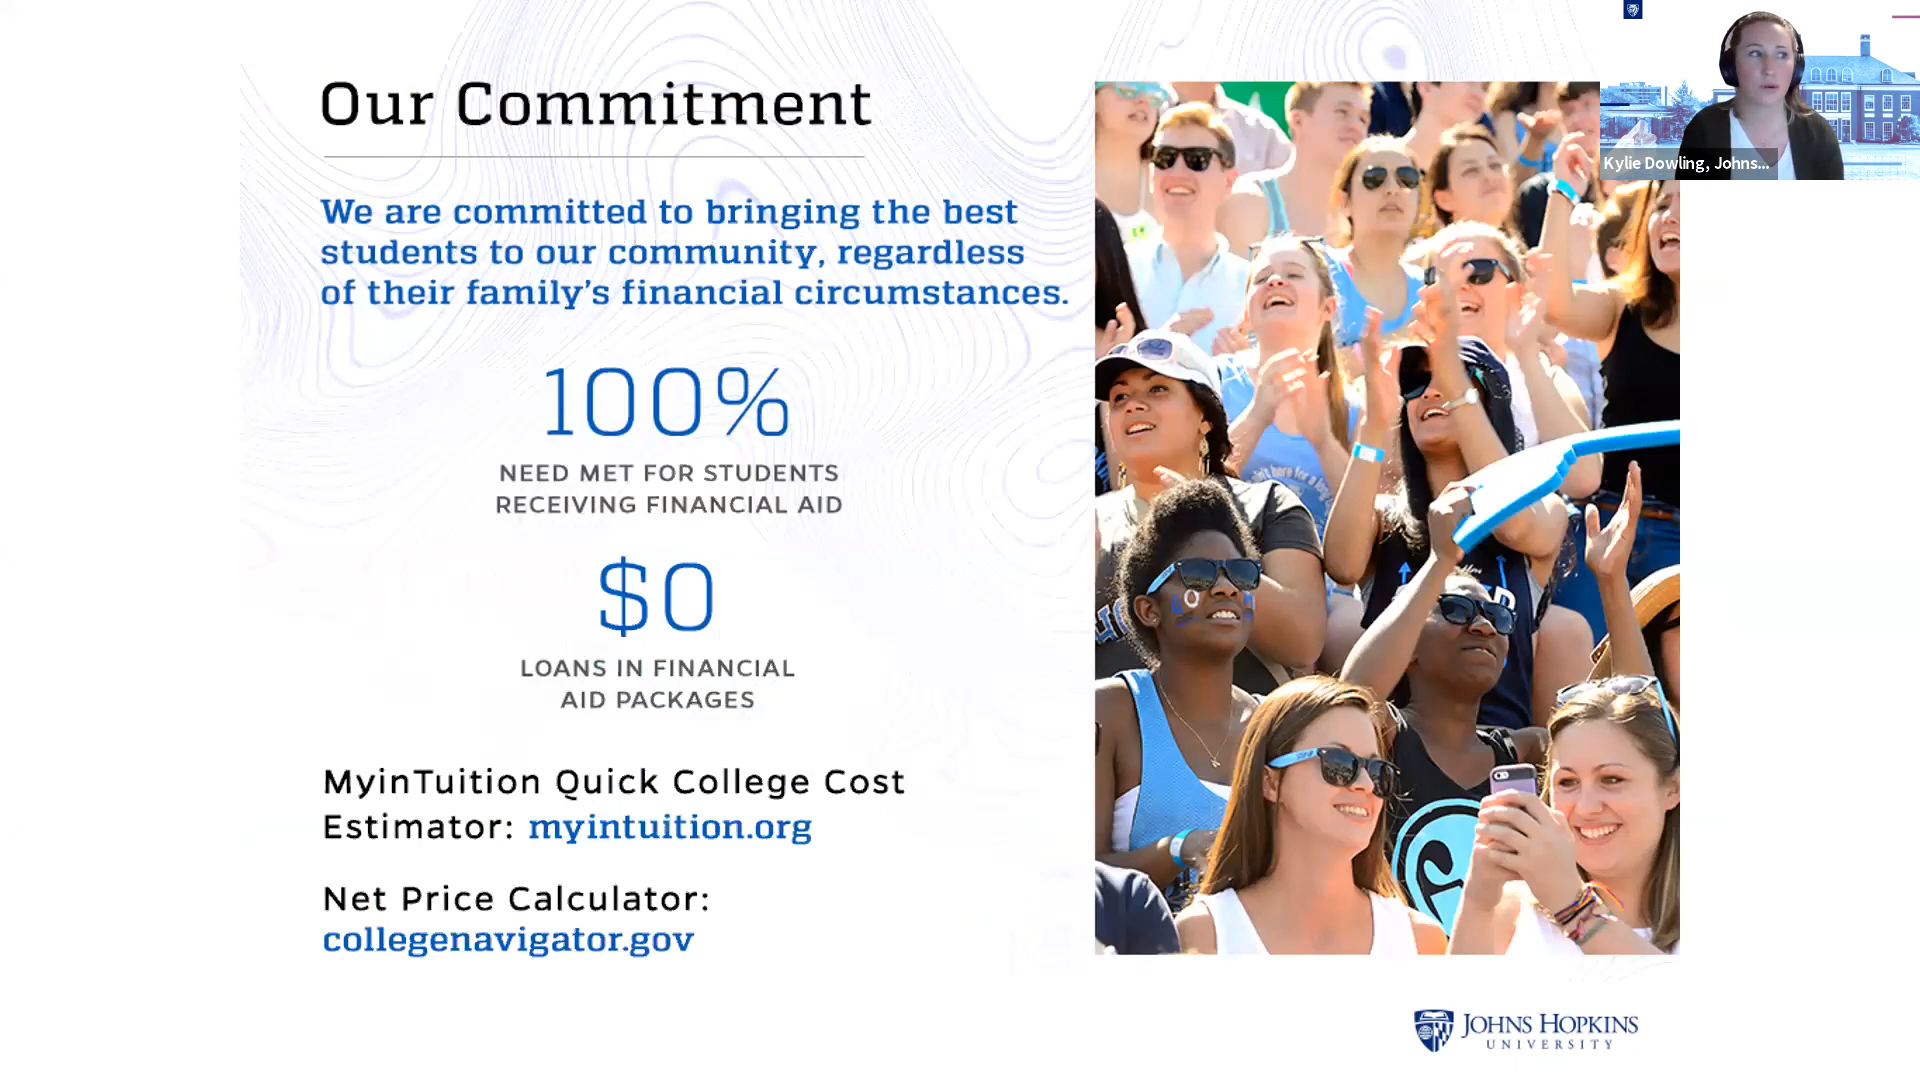 Our Commitment
We are committed to bringing the best
students to our community, regardless
of their family's financial circumstances.
100%
NEED MET FOR STUDENTS
RECEIVING FINANCIAL AID
$0
LOANS IN FINANCIAL
AID PACKAGES
MyinTuition Quick College Cost
Estimator: myintuition.org
Net Price Calculator:
collegenavigator.gov
Kylie Dowling, Johns...
JOHNS HOPKINS
UNIVERSITY